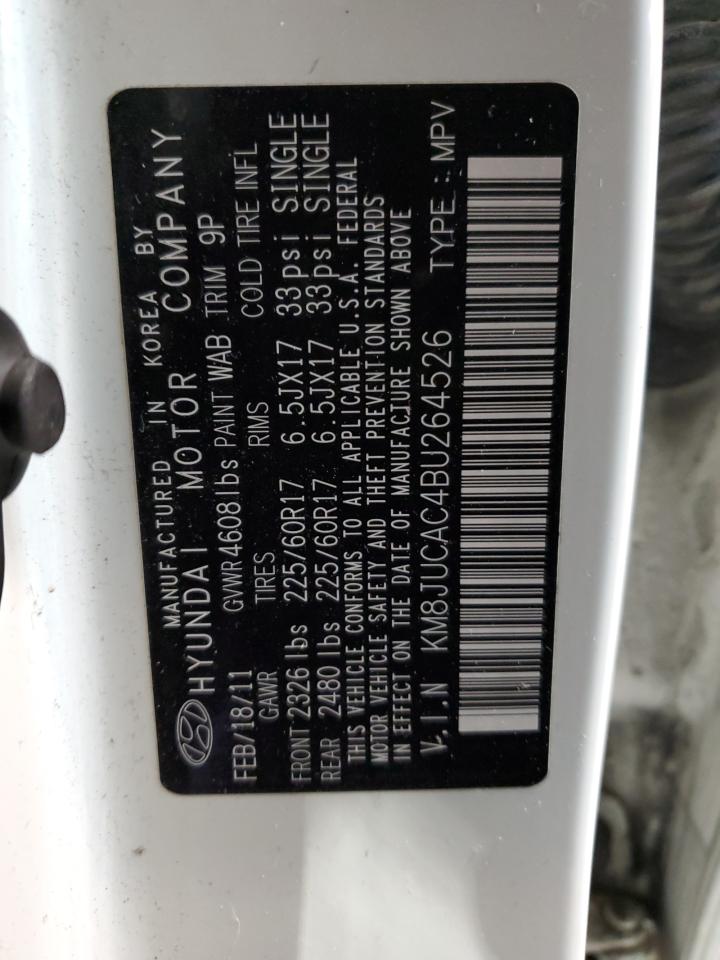 MANUFACTURED IN KOREA BY
HYUNDAI MOTOR COMPANY
FEB/18/11 GVWR 4608 lbs PAINT WAB TRIM 9P
GAWR TIRES RIMS COLD TIRE INFL
FRONT 2326 lbs 225/60R17 6.5JX17 33psi SINGLE
REAR 2480 lbs 225/60R17 6.5JX17 33psi SINGLE
THIS VEHICLE CONFORMS TO ALL APPLICABLE U.S.A. FEDERAL
MOTOR VEHICLE SAFETY AND THEFT PREVENTION STANDARDS
IN EFFECT ON THE DATE OF MANUFACTURE SHOWN ABOVE
V.I.N KM8JUCAC4BU264526 TYPE : MPV